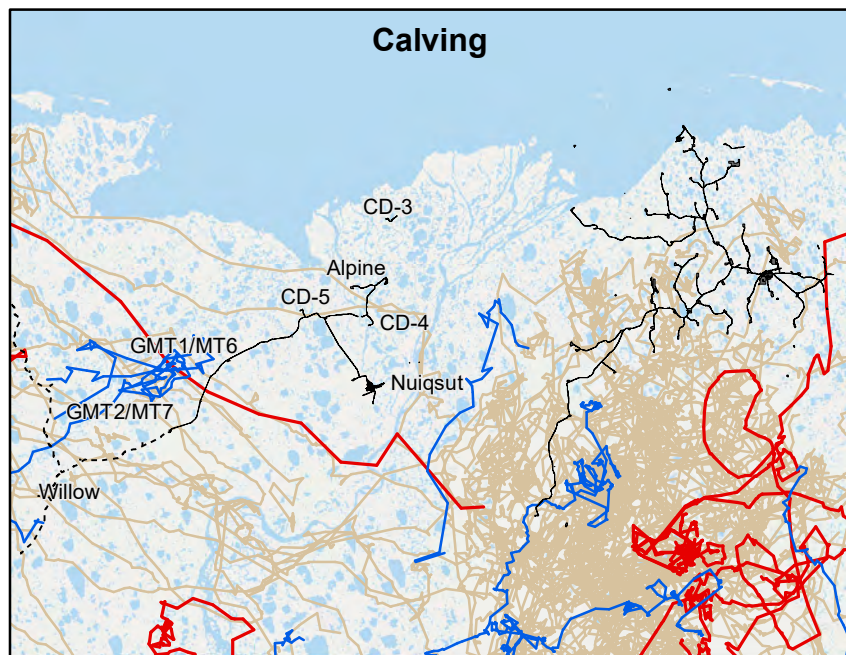 Calving
CD-3
Alpine
CD-5
CD-4
GMT1/MT6
Nuiqsut
GMT2/MT7
Willow